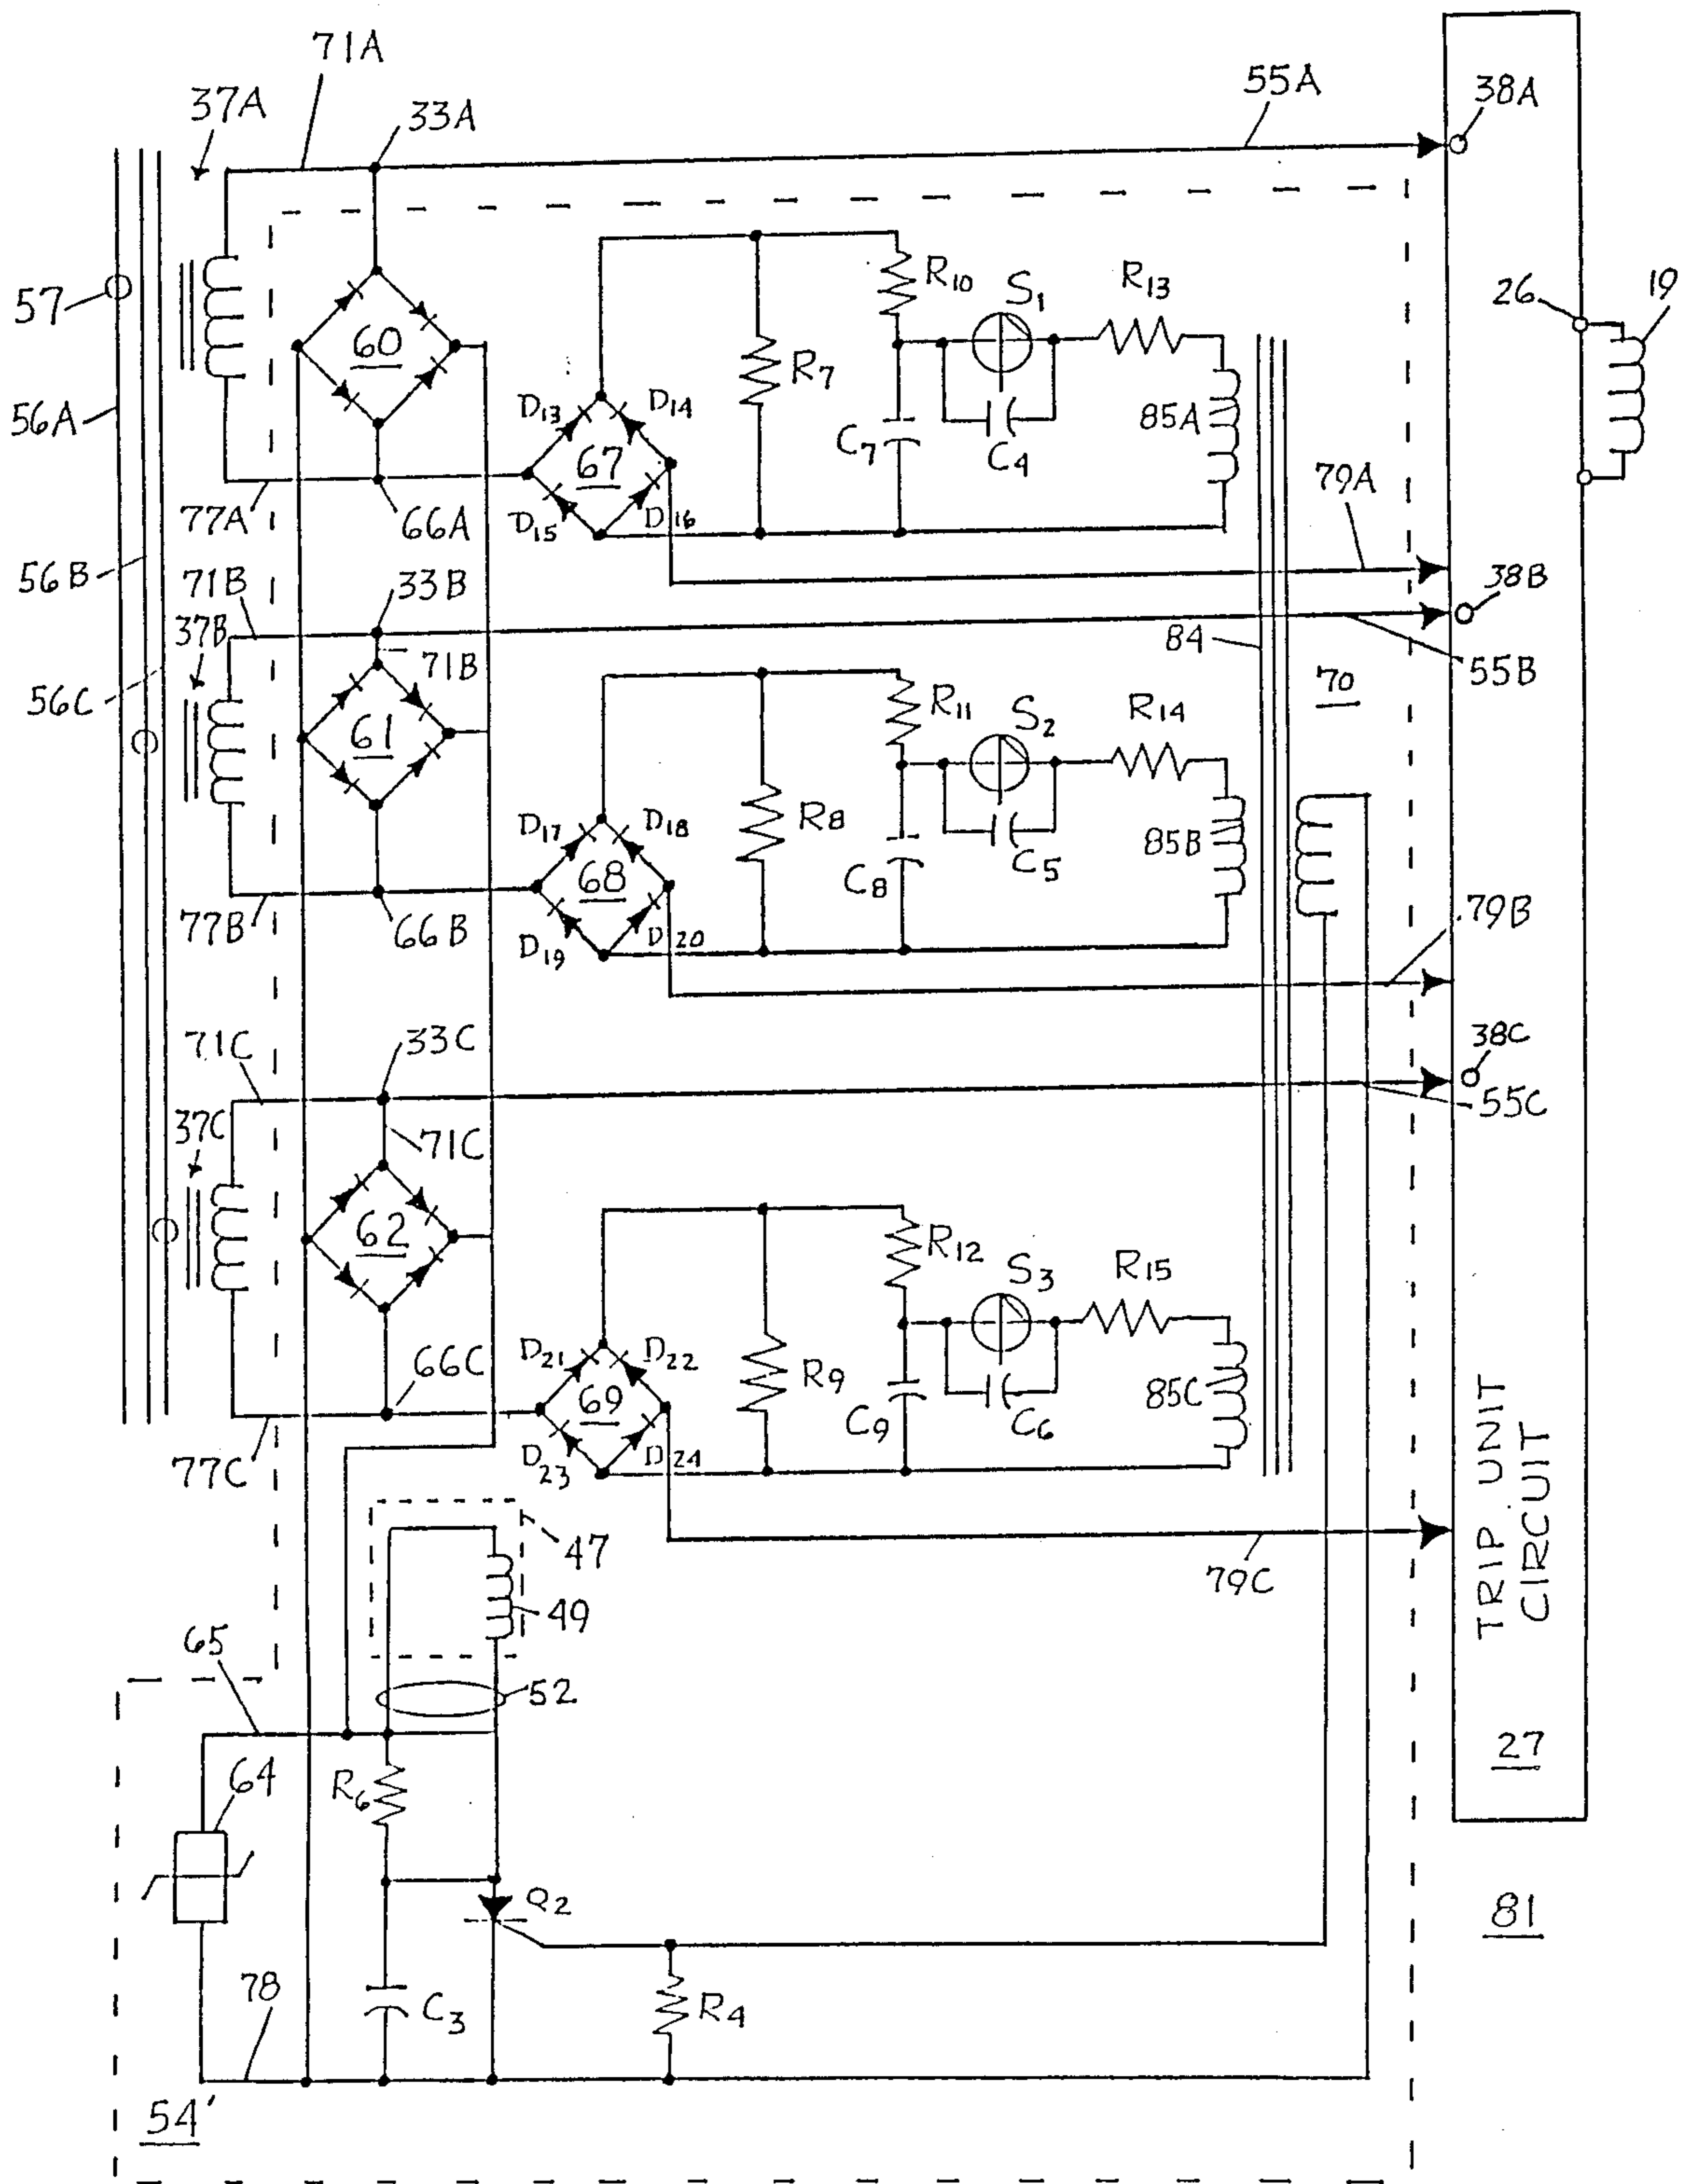 71A
37A
33A
55A
38A
57
60
R10
S1
R13
26
19
56A
D13
D14
R7
67
C7
C4
85A
79A
77A
66A
D15
D16
56B
71B
33B
38B
37B
71B
84
55B
56C
70
61
R11
S2
R14
D17
D18
R8
68
C8
C5
85B
79B
77B
66B
D19
D20
71C
33C
38C
37C
71C
55C
62
R12
S3
R15
D21
D22
66C
R9
69
C9
C6
85C
77C
D23
D24
TRIP UNIT
CIRCUIT
47
49
79C
65
52
64
R6
27
Q2
81
78
C3
R4
54'